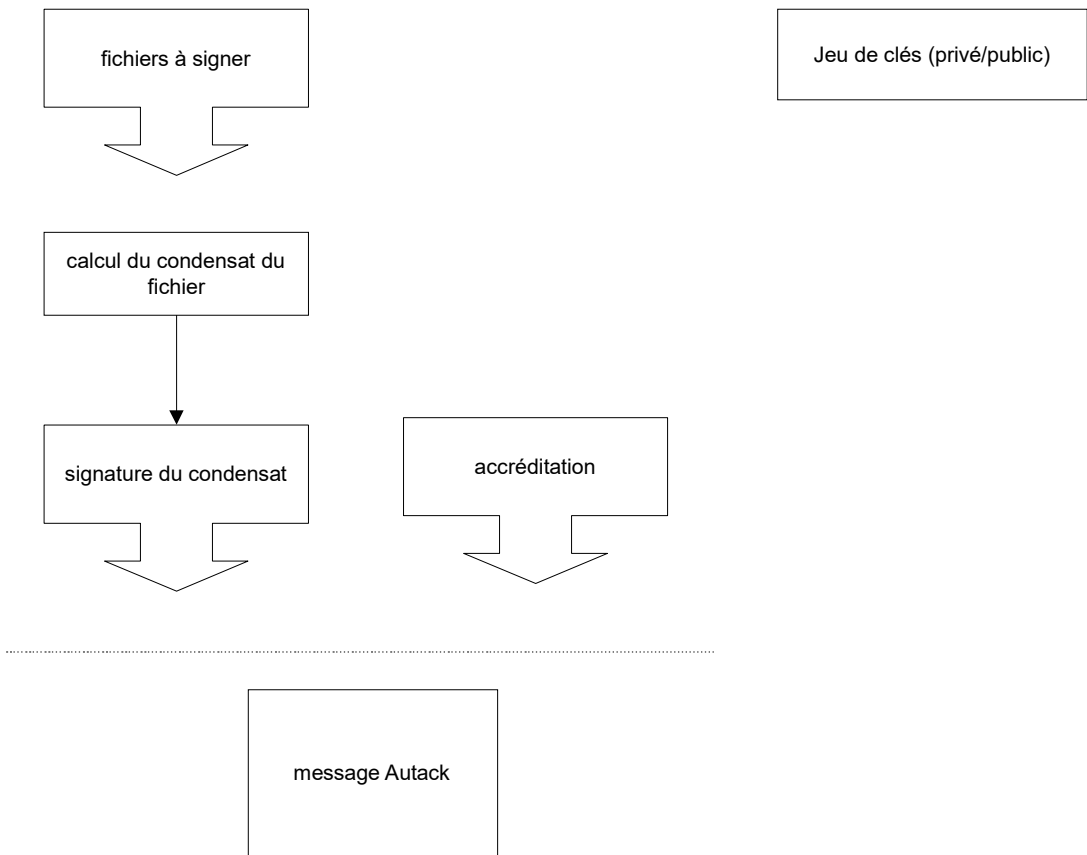 fichiers à signer
Jeu de clés (privé/public)
calcul du condensat du
fichier
signature du condensat
accréditation
message Autack